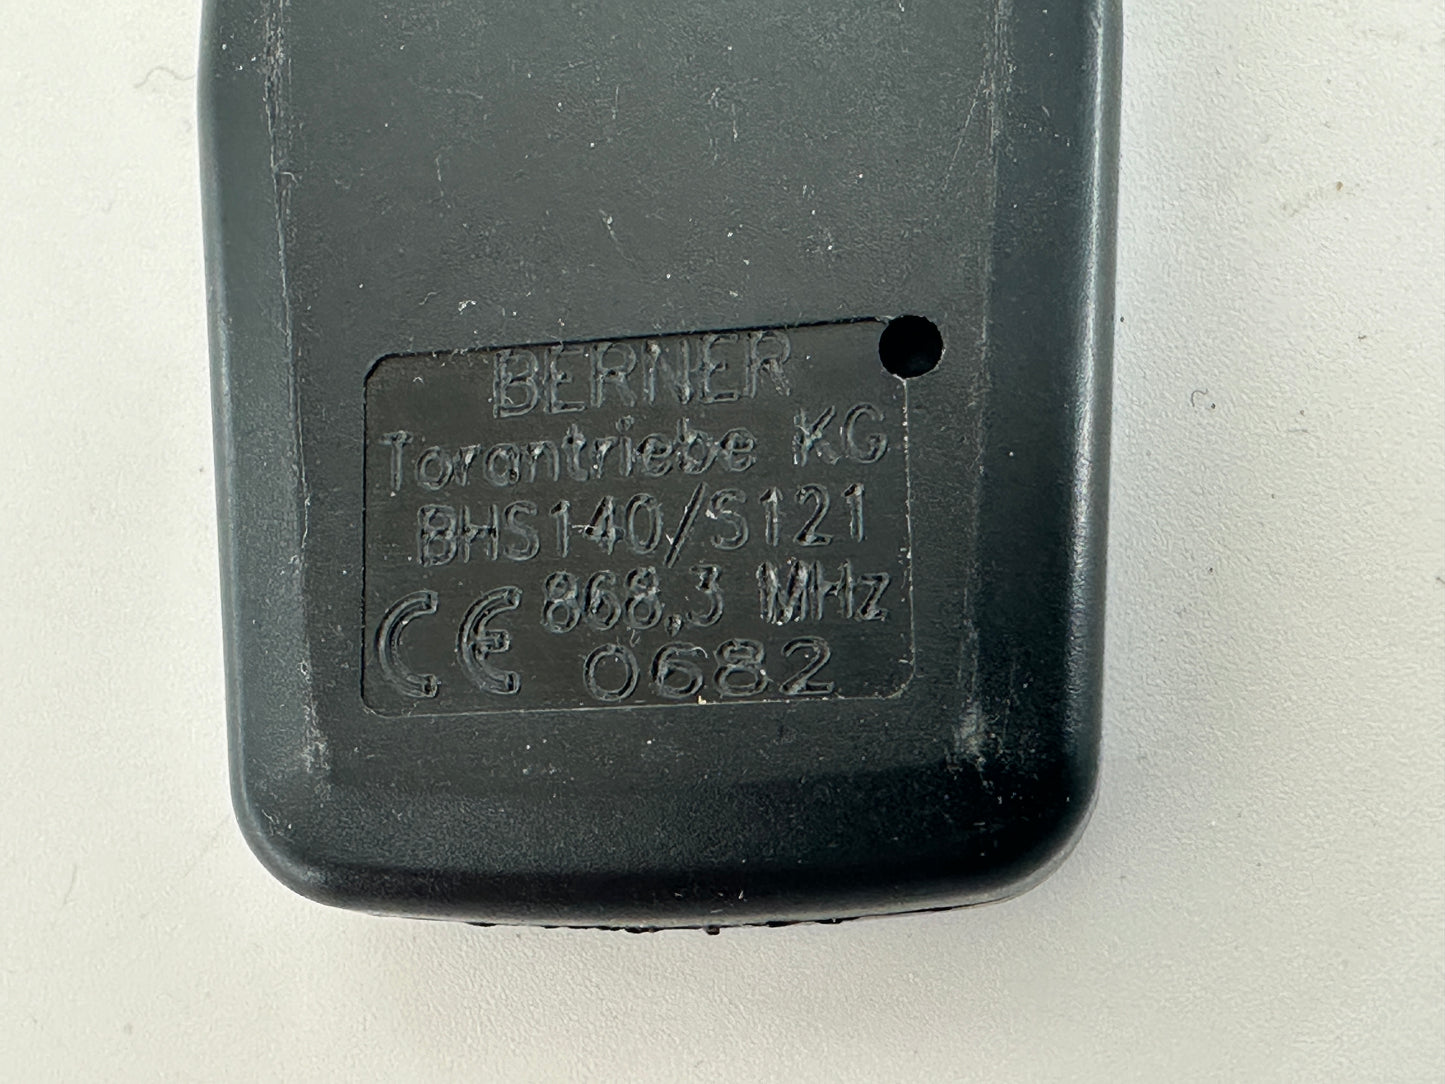 BERNER
Torantriebe KG
BHS140/S121
868,3 MHz
CE 0682